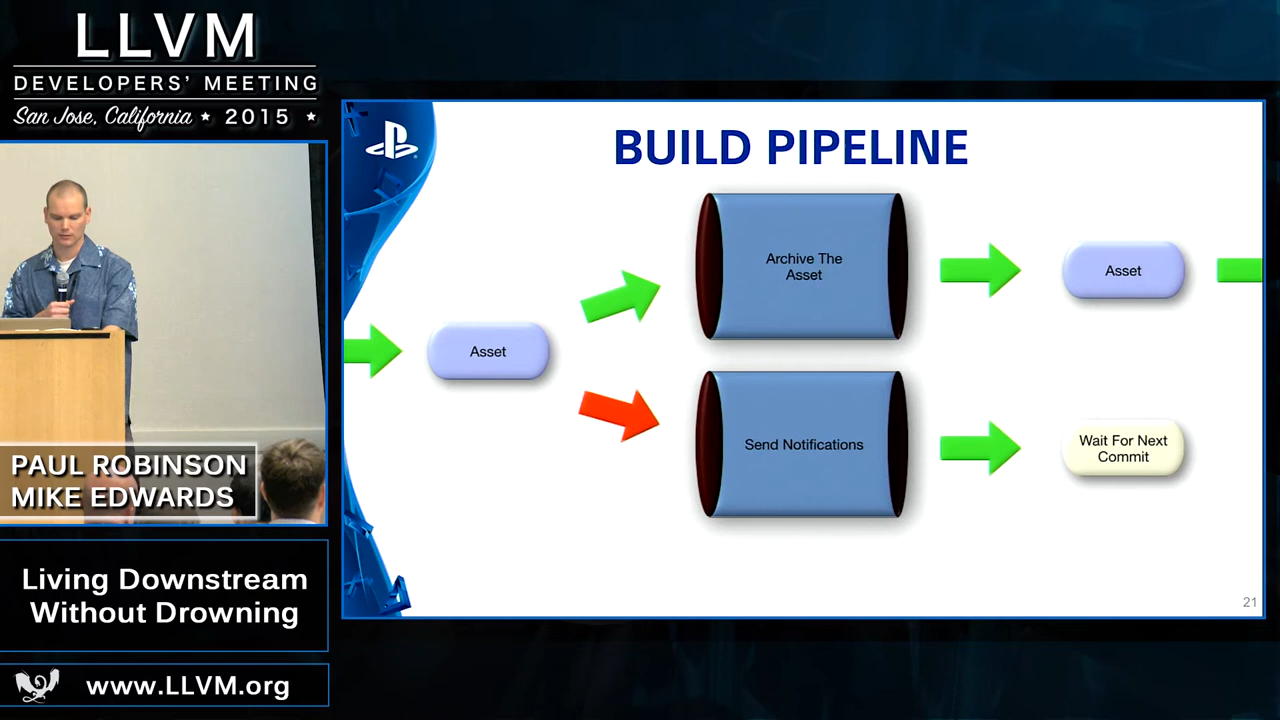 LLVM
DEVELOPERS' MEETING
San Jose, California ★ 2015 ★
PAUL ROBINSON
MIKE EDWARDS
Living Downstream
Without Drowning
www.LLVM.org
BUILD PIPELINE
Asset
Archive The
Asset
Asset
Send Notifications
Wait For Next
Commit
21